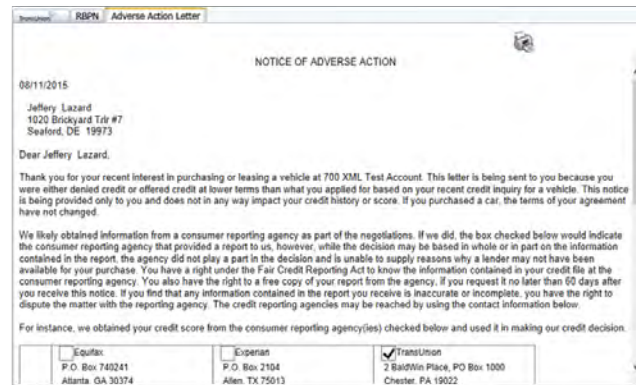 TransUnion RBPN Adverse Action Letter
NOTICE OF ADVERSE ACTION
08/11/2015
Jeffery Lazard
1020 Brickyard Trlr #7
Seaford, DE 19973
Dear Jeffery Lazard,
Thank you for your recent interest in purchasing or leasing a vehicle at 700 XML Test Account. This letter is being sent to you because you
were either denied credit or offered credit at lower terms than what you applied for based on your recent credit inquiry for a vehicle. This notice
is being provided only to you and does not in any way impact your credit history or score. If you purchased a car, the terms of your agreement
have not changed.
We likely obtained information from a consumer reporting agency as part of the negotiations. If we did, the box checked below would indicate
the consumer reporting agency that provided a report to us, however, while the decision may be based in whole or in part on the information
contained in the report, the agency did not play a part in the decision and is unable to supply reasons why a lender may not have been
available for your purchase. You have a right under the Fair Credit Reporting Act to know the information contained in your credit file at the
consumer reporting agency. You also have the right to a free copy of your report from the agency, if you request it no later than 60 days after
you receive this notice. If you find that any information contained in the report you receive is inaccurate or incomplete, you have the right to
dispute the matter with the reporting agency. The credit reporting agencies may be reached by using the contact information below.
For instance, we obtained your credit score from the consumer reporting agency(ies) checked below and used it in making our credit decision.
Equifax Experian TransUnion
P.O. Box 740241 P.O. Box 2104 2 BaldWin Place, PO Box 1000
Atlanta, GA 30374 Allen, TX 75013 Chester, PA 19022